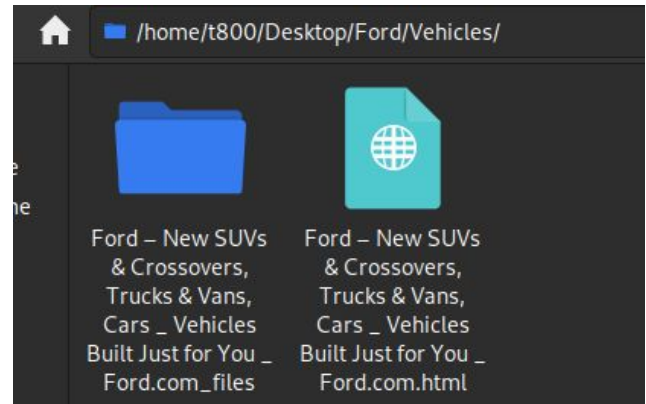 /home/t800/Desktop/Ford/Vehicles/
Ford – New SUVs
& Crossovers,
Trucks & Vans,
Cars _ Vehicles
Built Just for You _
Ford.com_files
Ford – New SUVs
& Crossovers,
Trucks & Vans,
Cars _ Vehicles
Built Just for You _
Ford.com.html